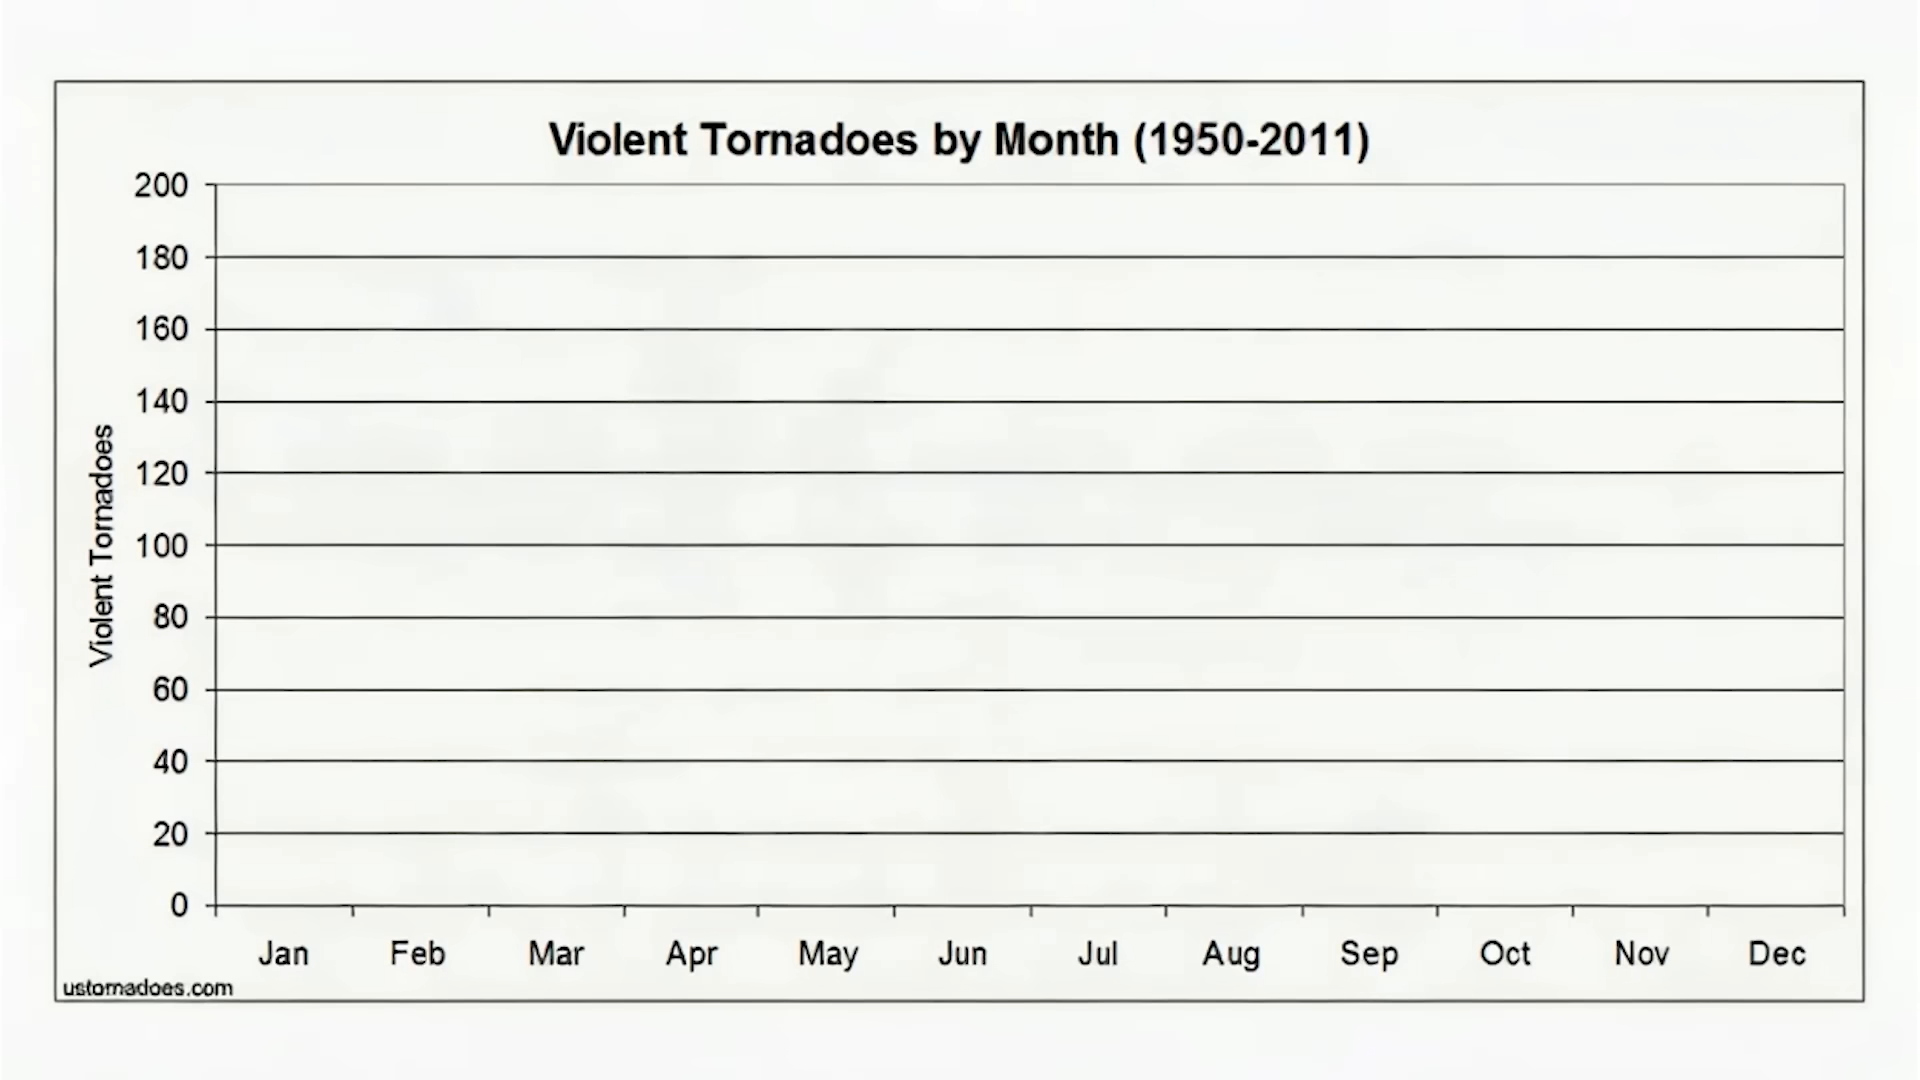 Violent Tornadoes by Month (1950-2011)
200
180
160
140
120
100
80
60
40
20
0
Violent Tornadoes
Jan Feb Mar Apr May Jun Jul Aug Sep Oct Nov Dec
ustornadoes.com